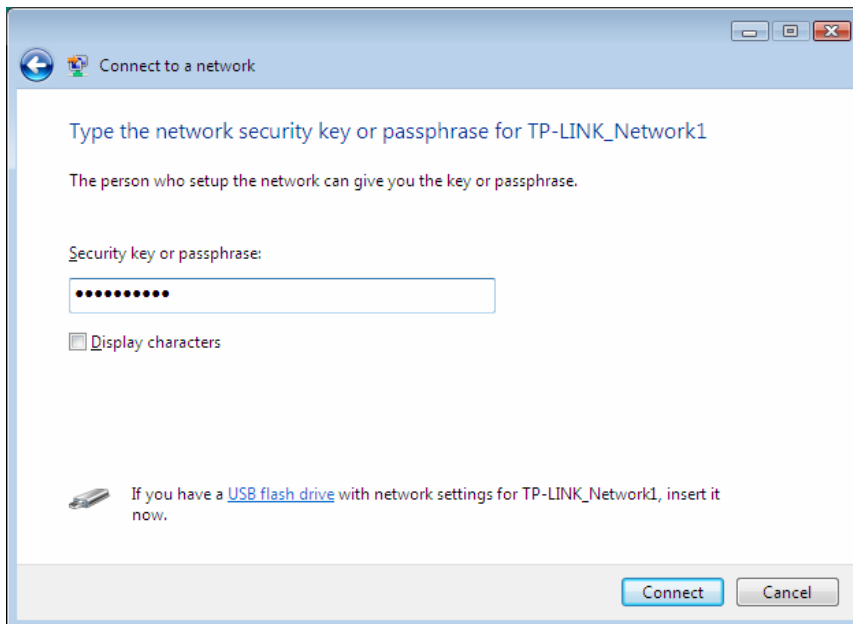 Connect to a network
Type the network security key or passphrase for TP-LINK_Network1
The person who setup the network can give you the key or passphrase.
Security key or passphrase:
••••••••••
Display characters
If you have a USB flash drive with network settings for TP-LINK_Network1, insert it
now.
Connect Cancel